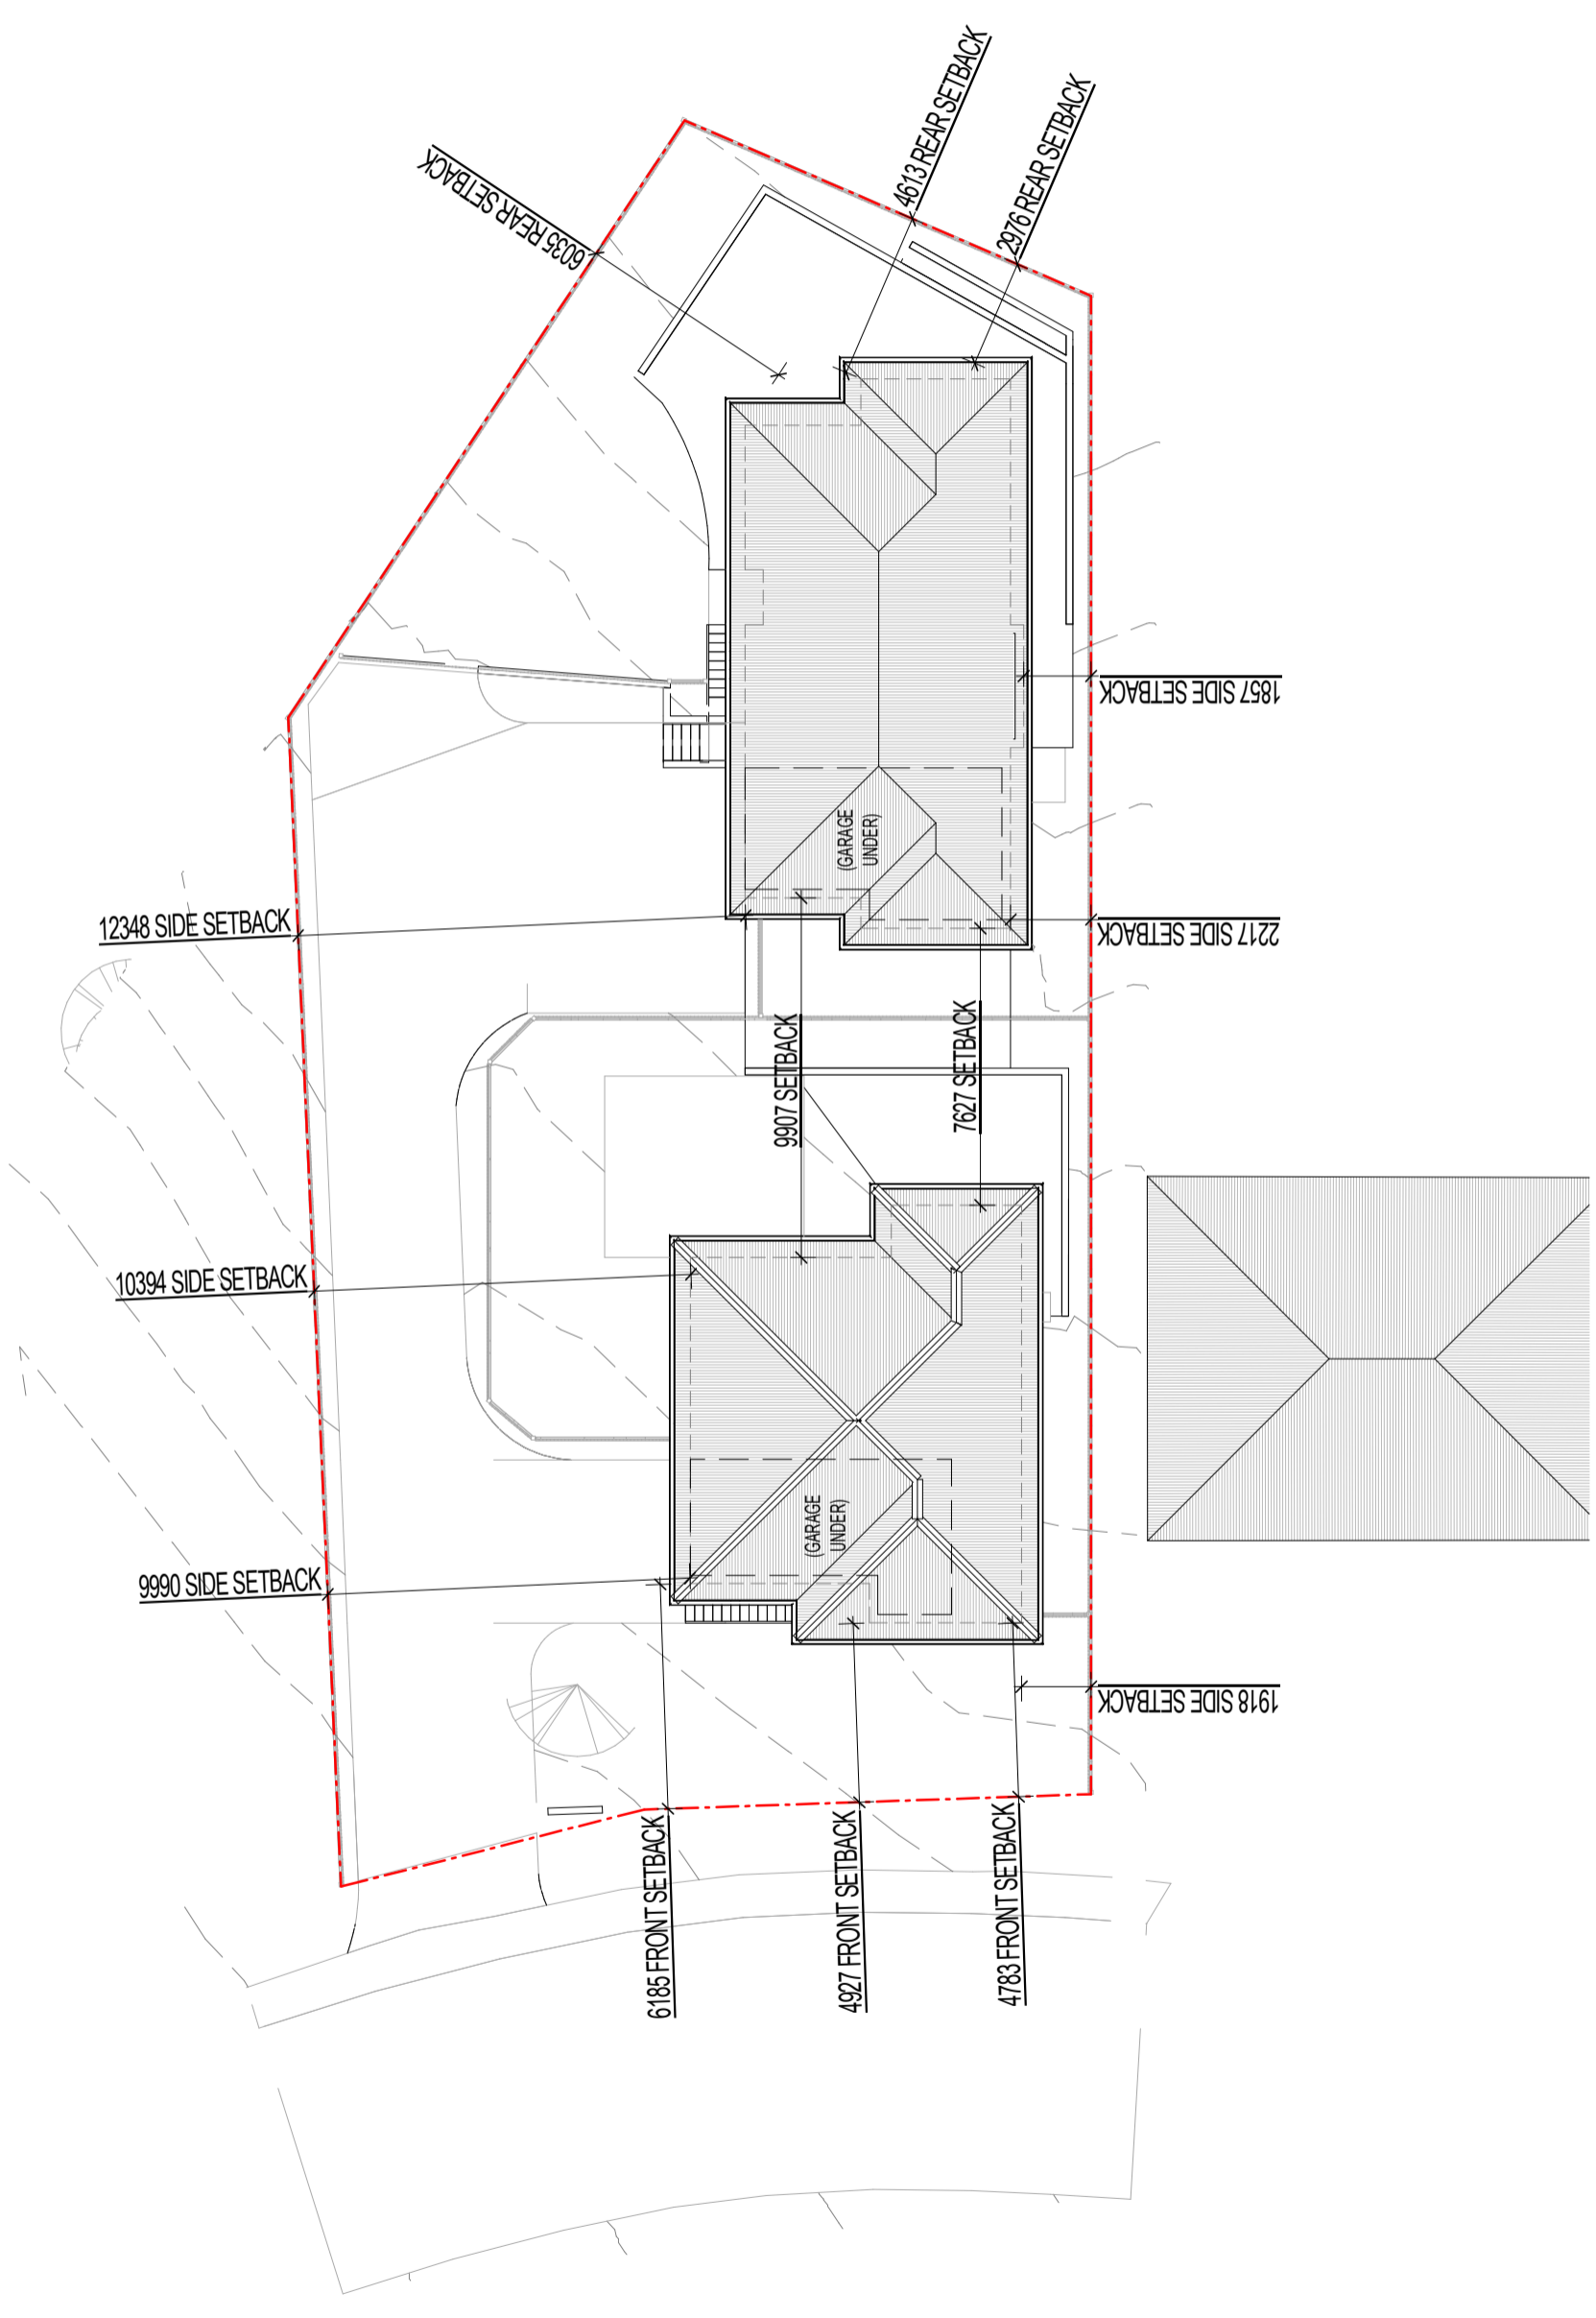 4613 REAR SETBACK
2976 REAR SETBACK
6035 REAR SETBACK
1857 SIDE SETBACK
(GARAGE
UNDER)
12348 SIDE SETBACK
2217 SIDE SETBACK
9907 SETBACK
7627 SETBACK
10394 SIDE SETBACK
(GARAGE
UNDER)
9990 SIDE SETBACK
1918 SIDE SETBACK
6185 FRONT SETBACK
4927 FRONT SETBACK
4783 FRONT SETBACK